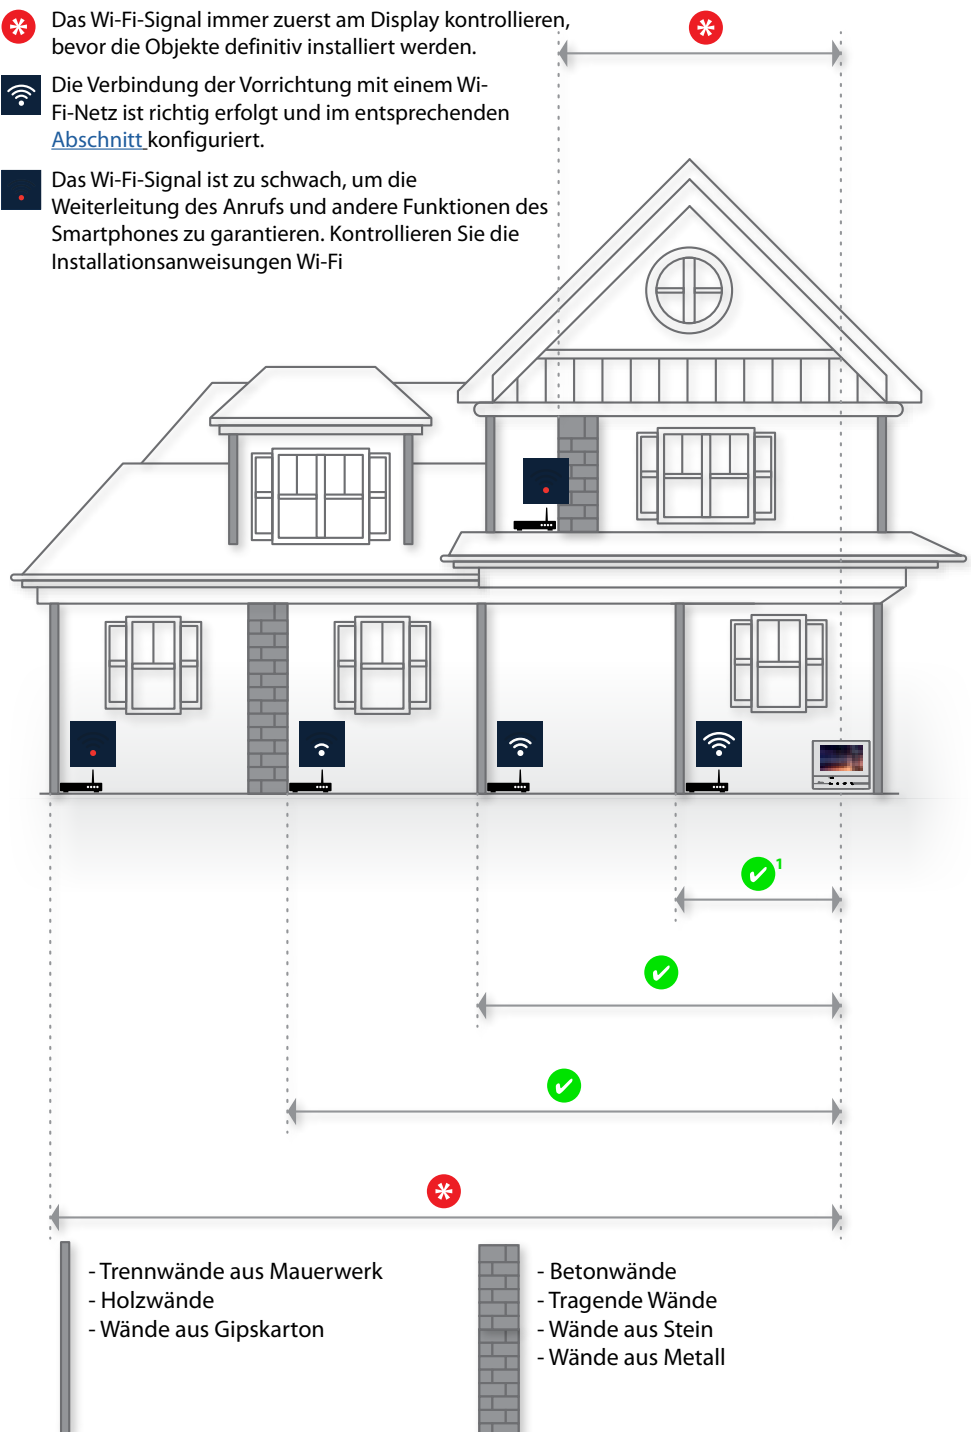 Das Wi-Fi-Signal immer zuerst am Display kontrollieren,
bevor die Objekte definitiv installiert werden.
Die Verbindung der Vorrichtung mit einem Wi-
Fi-Netz ist richtig erfolgt und im entsprechenden
Abschnitt konfiguriert.
Das Wi-Fi-Signal ist zu schwach, um die
Weiterleitung des Anrufs und andere Funktionen des
Smartphones zu garantieren. Kontrollieren Sie die
Installationsanweisungen Wi-Fi
1
- Trennwände aus Mauerwerk
- Holzwände
- Wände aus Gipskarton
- Betonwände
- Tragende Wände
- Wände aus Stein
- Wände aus Metall